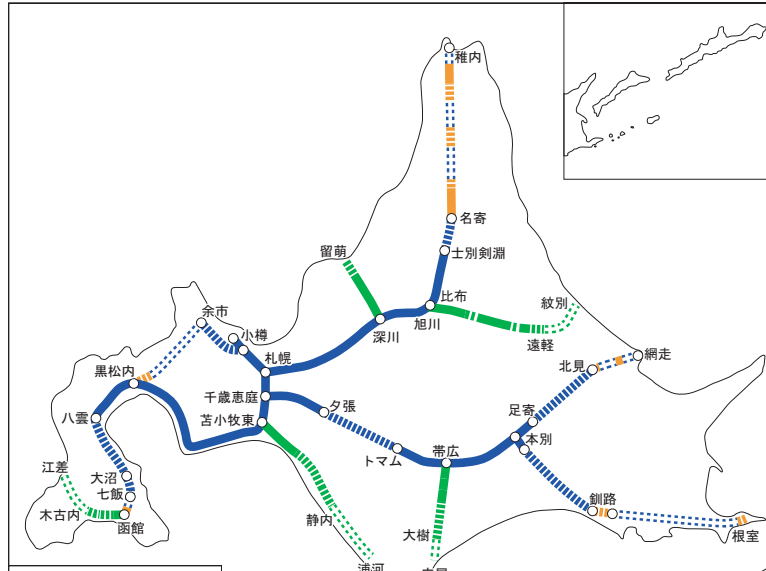 稚内
名寄
士別剣淵
留萌
比布
紋別
余市
旭川
小樽
深川
遠軽
札幌
網走
北見
黒松内
千歳恵庭
夕張
足寄
八雲
苫小牧東
本別
帯広
トマム
江差
大沼
七飯
釧路
木古内
函館
静内
大樹
根室
浦河